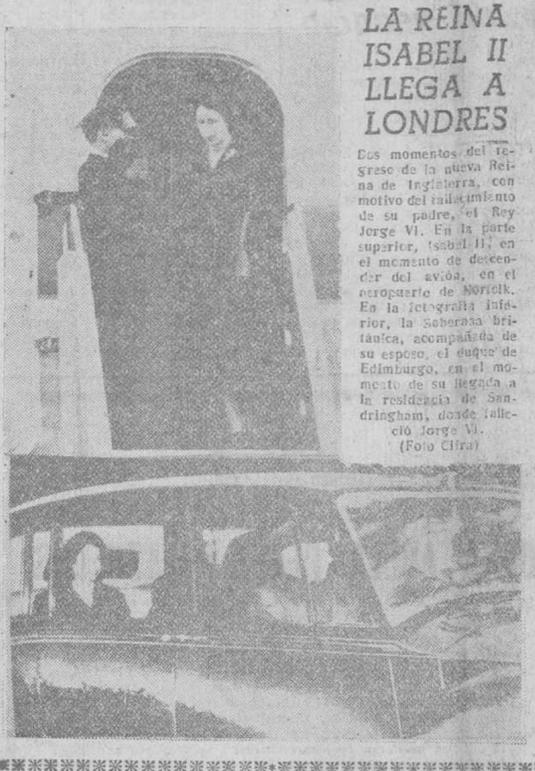 LA REINA
ISABEL II
LLEGA A
LONDRES
Dos momentos del re-
greso de la nueva Rei-
na de Inglaterra, con
motivo del fallecimiento
de su padre, el Rey
Jorge VI. En la parte
superior, Isabel II, en
el momento de descen-
der del avión, en el
aeropuerto de Norfolk.
En la fotografía infe-
rior, la Soberana bri-
tánica, acompañada de
su esposo, el duque de
Edimburgo, en el mo-
mento de su llegada a
la residencia de San-
dringham, donde falle-
ció Jorge VI.
(Foto Cifra)